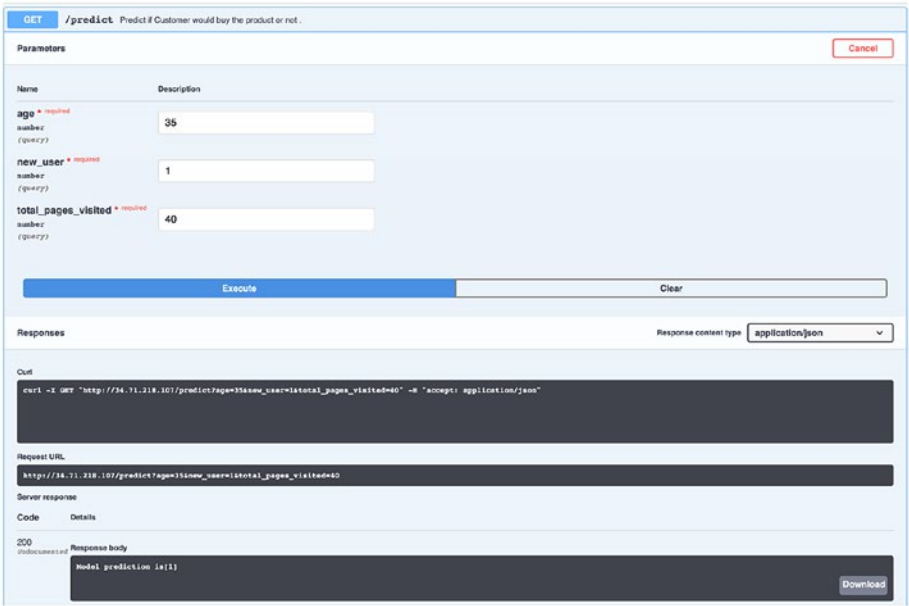 GET /predict Predict if Customer would buy the product or not .
Parameters Cancel
Name Description
age * required
number
(query)
35
new_user * required
number
(query)
1
total_pages_visited * required
number
(query)
40
Execute Clear
Responses Response content type application/json
Curl
curl -X GET "http://34.71.218.107/predict?age=35&new_user=1&total_pages_visited=40" -H "accept: application/json"
Request URL
http://34.71.218.107/predict?age=35&new_user=1&total_pages_visited=40
Server response
Code Details
200
Undocumented
Response body
Model prediction is[1]
Download